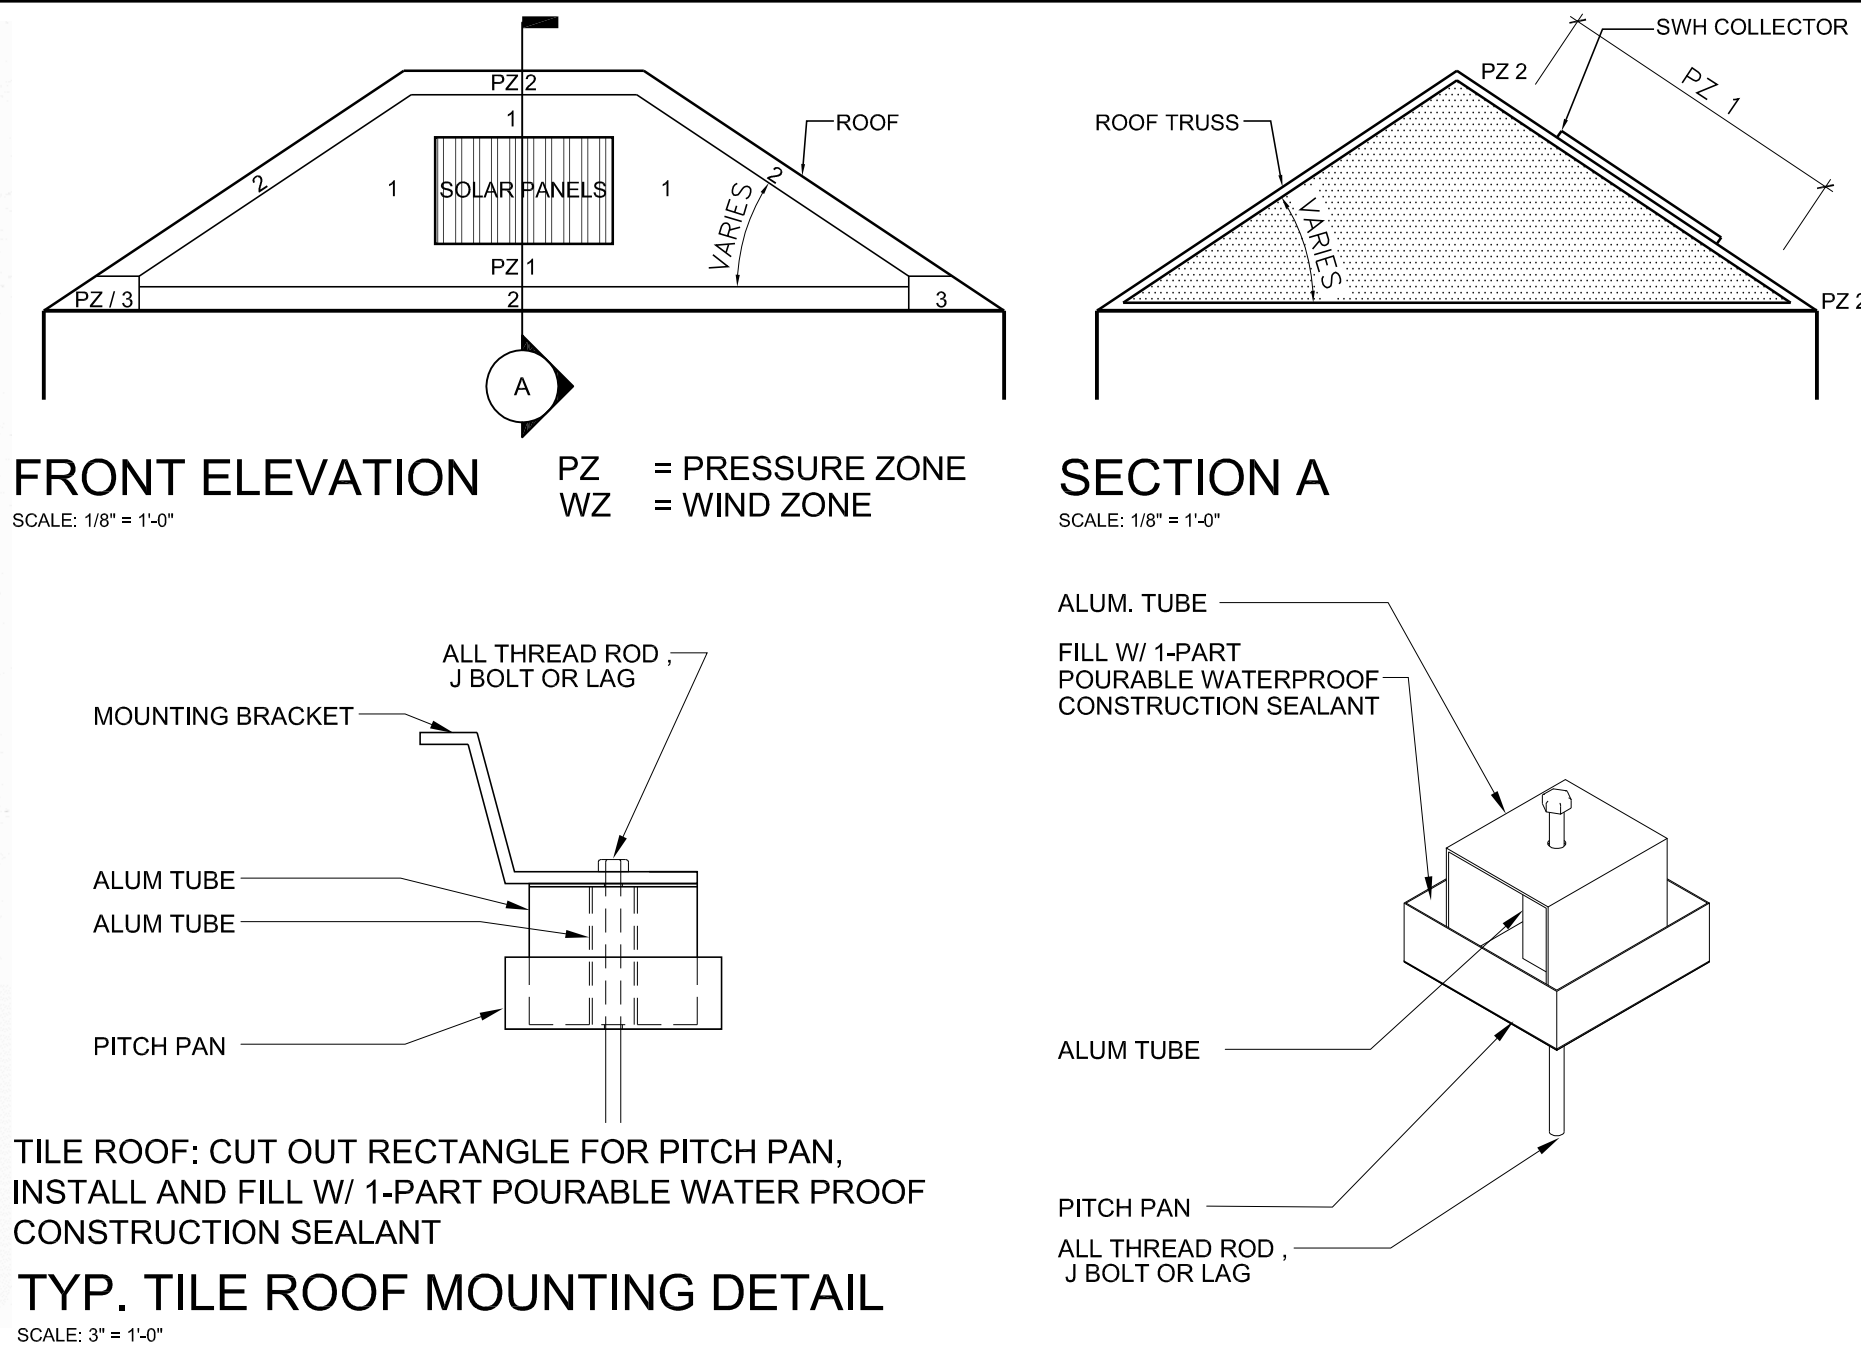 PZ 2
1
ROOF
2
1
SOLAR PANELS
1
2
VARIES
PZ 1
PZ / 3
2
3
A
FRONT ELEVATION
SCALE: 1/8" = 1'-0"
PZ = PRESSURE ZONE
WZ = WIND ZONE
SWH COLLECTOR
PZ 2
PZ 1
ROOF TRUSS
VARIES
PZ 2
SECTION A
SCALE: 1/8" = 1'-0"
ALL THREAD ROD ,
J BOLT OR LAG
MOUNTING BRACKET
ALUM TUBE
ALUM TUBE
PITCH PAN
TILE ROOF: CUT OUT RECTANGLE FOR PITCH PAN,
INSTALL AND FILL W/ 1-PART POURABLE WATER PROOF
CONSTRUCTION SEALANT
TYP. TILE ROOF MOUNTING DETAIL
SCALE: 3" = 1'-0"
ALUM. TUBE
FILL W/ 1-PART
POURABLE WATERPROOF
CONSTRUCTION SEALANT
ALUM TUBE
PITCH PAN
ALL THREAD ROD ,
J BOLT OR LAG